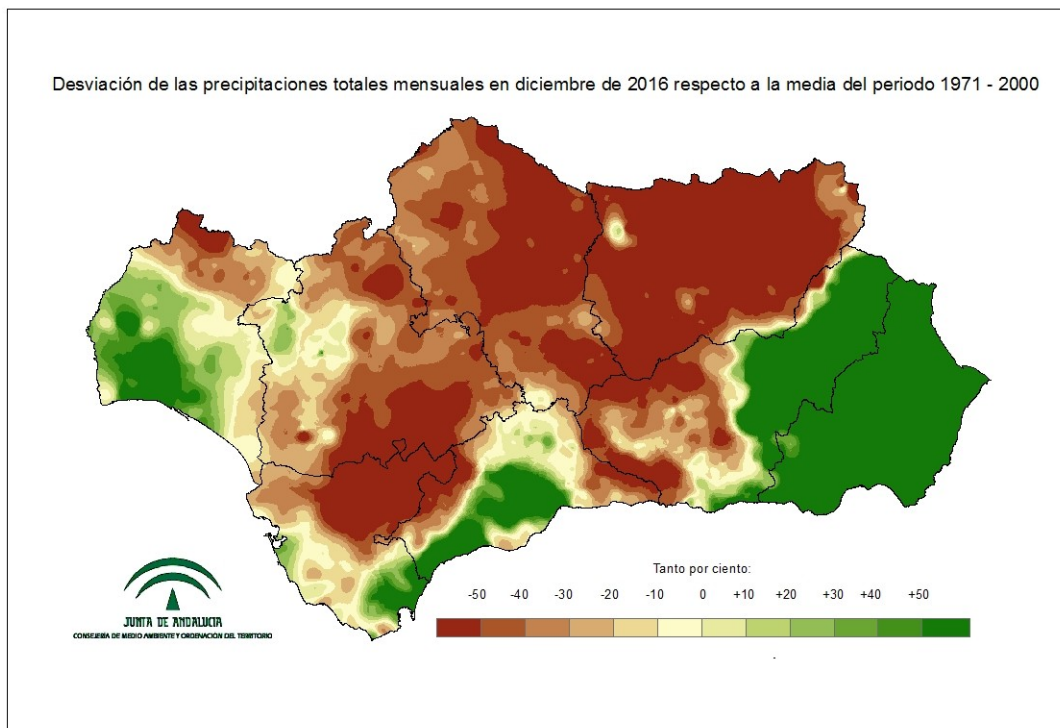 Desviación de las precipitaciones totales mensuales en diciembre de 2016 respecto a la media del periodo 1971 - 2000
Tanto por ciento:
-50 -40 -30 -20 -10 0 +10 +20 +30 +40 +50
JUNTA DE ANDALUCIA
CONSEJERÍA DE MEDIO AMBIENTE Y ORDENACIÓN DEL TERRITORIO